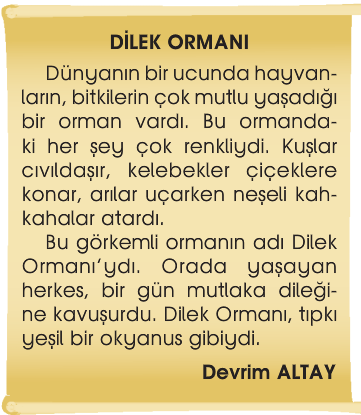 DİLEK ORMANI
Dünyanın bir ucunda hayvan-
ların, bitkilerin çok mutlu yaşadığı
bir orman vardı. Bu ormanda-
ki her şey çok renkliydi. Kuşlar
cıvıldaşır, kelebekler çiçeklere
konar, arılar uçarken neşeli kah-
kahalar atardı.
Bu görkemli ormanın adı Dilek
Ormanı'ydı. Orada yaşayan
herkes, bir gün mutlaka dileği-
ne kavuşurdu. Dilek Ormanı, tıpkı
yeşil bir okyanus gibiydi.
Devrim ALTAY